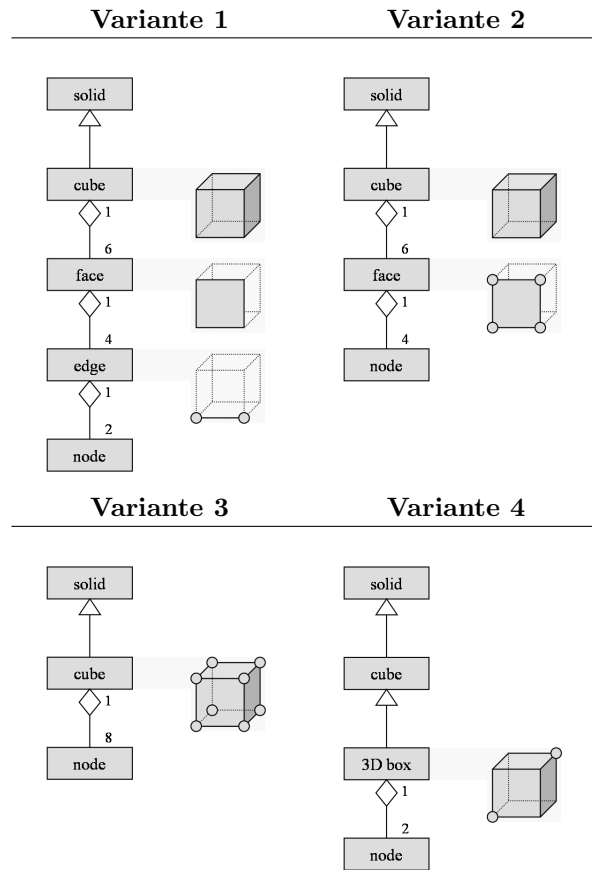 Variante 1
solid
cube
1
6
face
1
4
edge
1
2
node
Variante 2
solid
cube
1
6
face
1
4
node
Variante 3
solid
cube
1
8
node
Variante 4
solid
cube
3D box
1
2
node